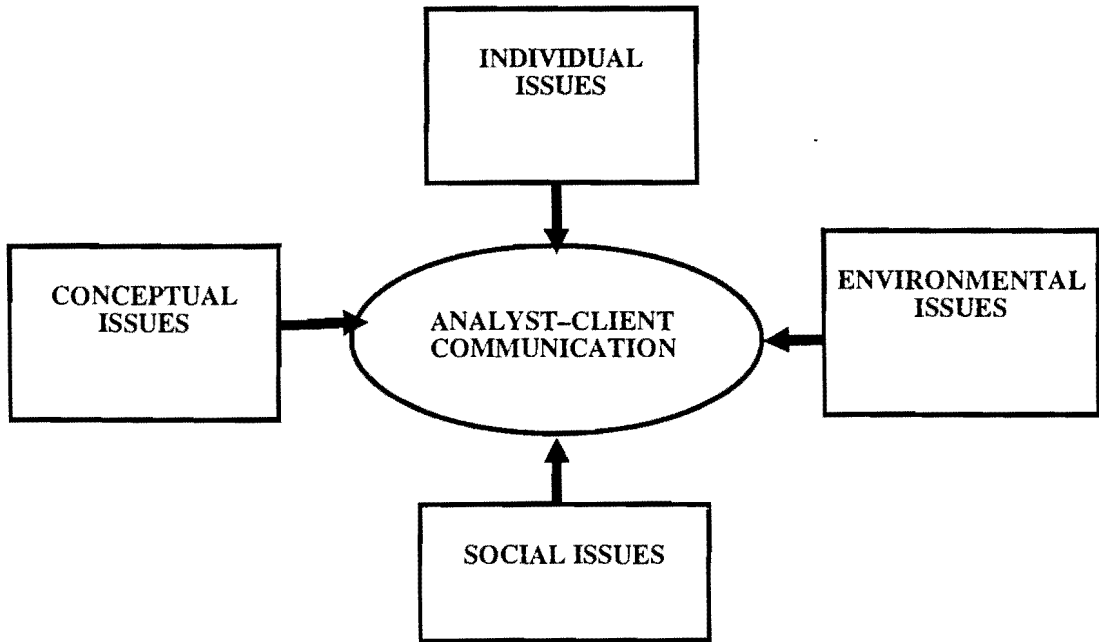 INDIVIDUAL
ISSUES
CONCEPTUAL
ISSUES
ANALYST–CLIENT
COMMUNICATION
ENVIRONMENTAL
ISSUES
SOCIAL ISSUES